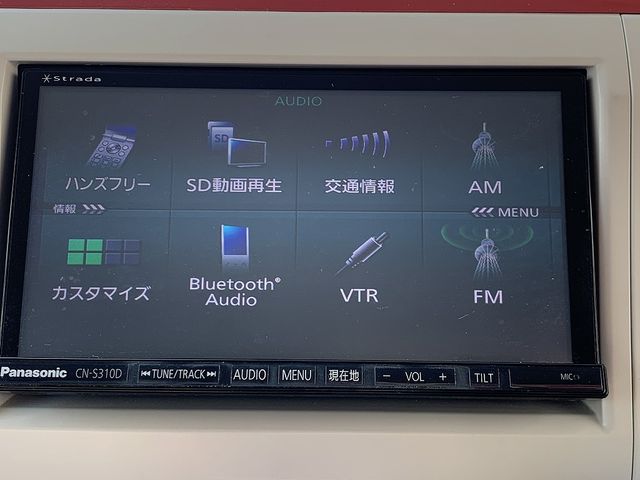 Strada
AUDIO
SD
ハンズフリー
SD動画再生
交通情報
AM
情報
MENU
カスタマイズ
Bluetooth®
Audio
VTR
FM
Panasonic CN-S310D TUNE/TRACK AUDIO MENU 現在地 − VOL + TILT MIC